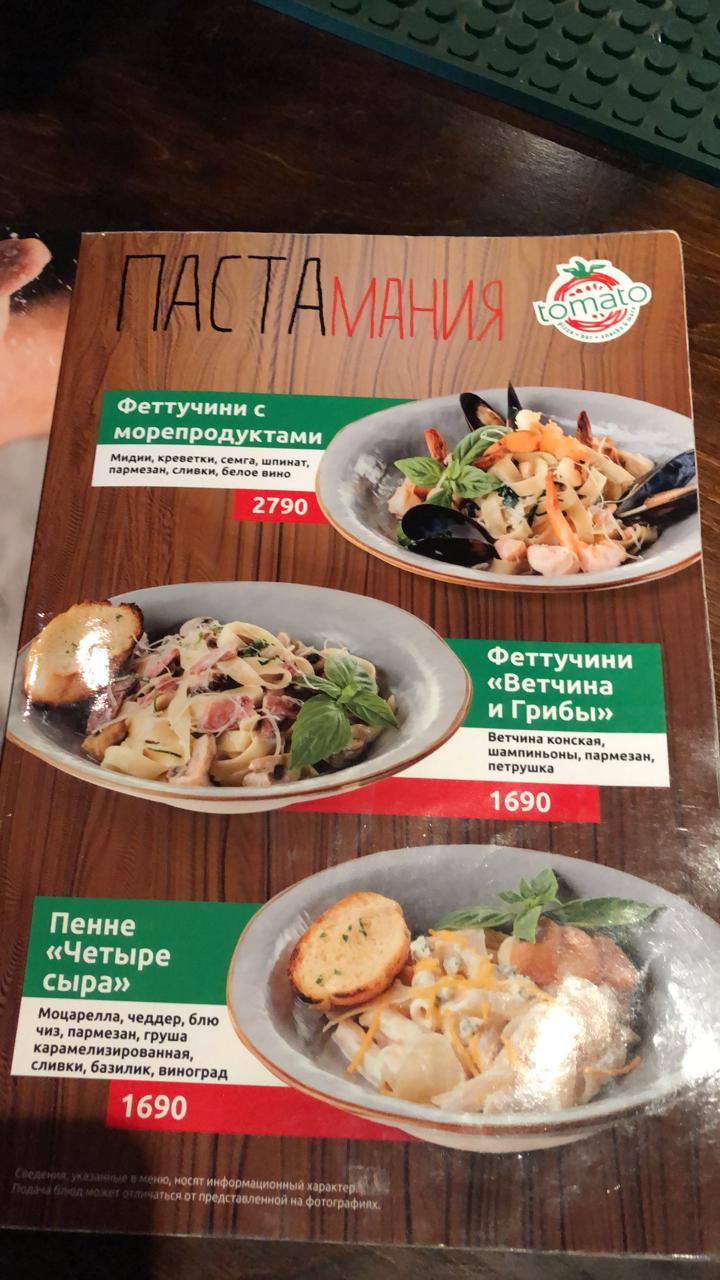 ПАСТАМАНИЯ
tomato
Феттучини с
морепродуктами
Мидии, креветки, семга, шпинат,
пармезан, сливки, белое вино
2790
Феттучини
«Ветчина
и Грибы»
Ветчина конская,
шампиньоны, пармезан,
петрушка
1690
Пенне
«Четыре
сыра»
Моцарелла, чеддер, блю
чиз, пармезан, груша
карамелизированная,
сливки, базилик, виноград
1690
Сведения, указанные в меню, носят информационный характер.
Подача блюд может отличаться от представленной на фотографиях.